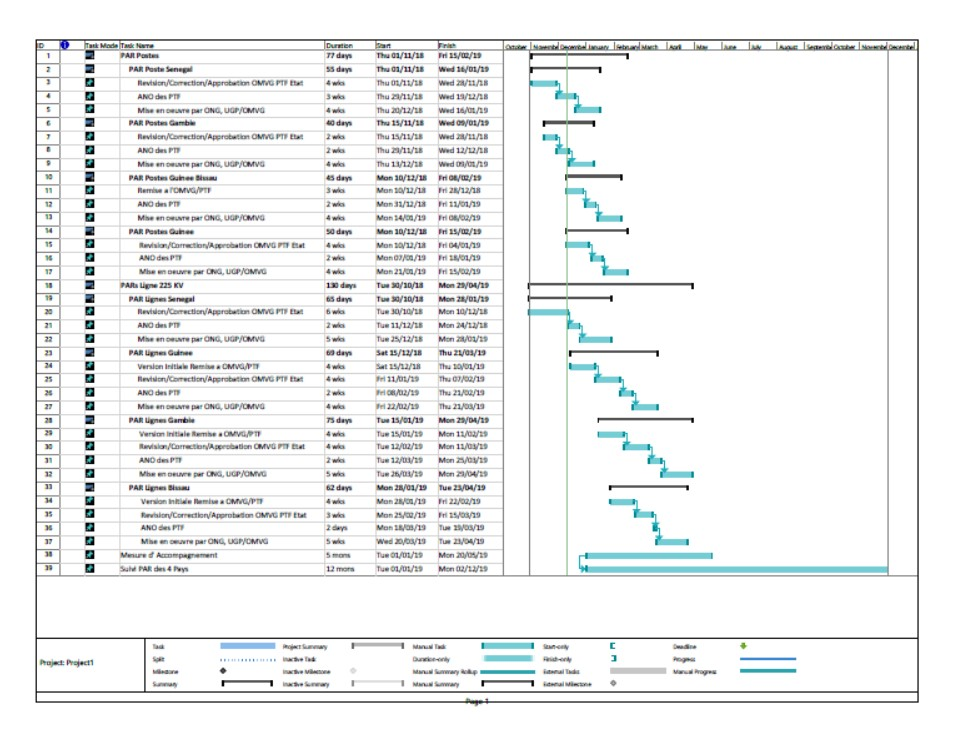 ID Task Mode Task Name Duration Start Finish October November December January February March April May June July August September October November December
1 PAR Postes 77 days Thu 01/11/18 Fri 15/02/19
2 PAR Poste Senegal 55 days Thu 01/11/18 Wed 16/01/19
3 Revision/Correction/Approbation OMVG PTF Etat 4 wks Thu 01/11/18 Wed 28/11/18
4 ANO des PTF 3 wks Thu 29/11/18 Wed 19/12/18
5 Mise en oeuvre par ONG, UGP/OMVG 4 wks Thu 20/12/18 Wed 16/01/19
6 PAR Postes Gambie 40 days Thu 15/11/18 Wed 09/01/19
7 Revision/Correction/Approbation OMVG PTF Etat 2 wks Thu 15/11/18 Wed 28/11/18
8 ANO des PTF 2 wks Thu 29/11/18 Wed 12/12/18
9 Mise en oeuvre par ONG, UGP/OMVG 4 wks Thu 13/12/18 Wed 09/01/19
10 PAR Postes Guinee Bissau 45 days Mon 10/12/18 Fri 08/02/19
11 Remise a l'OMVG/PTF 3 wks Mon 10/12/18 Fri 28/12/18
12 ANO des PTF 2 wks Mon 31/12/18 Fri 11/01/19
13 Mise en oeuvre par ONG, UGP/OMVG 4 wks Mon 14/01/19 Fri 08/02/19
14 PAR Postes Guinee 50 days Mon 10/12/18 Fri 15/02/19
15 Revision/Correction/Approbation OMVG PTF Etat 4 wks Mon 10/12/18 Fri 04/01/19
16 ANO des PTF 2 wks Mon 07/01/19 Fri 18/01/19
17 Mise en oeuvre par ONG, UGP/OMVG 4 wks Mon 21/01/19 Fri 15/02/19
18 PARs Ligne 225 KV 130 days Tue 30/10/18 Mon 29/04/19
19 PAR Lignes Senegal 65 days Tue 30/10/18 Mon 28/01/19
20 Revision/Correction/Approbation OMVG PTF Etat 6 wks Tue 30/10/18 Mon 10/12/18
21 ANO des PTF 2 wks Tue 11/12/18 Mon 24/12/18
22 Mise en oeuvre par ONG, UGP/OMVG 5 wks Tue 25/12/18 Mon 28/01/19
23 PAR Lignes Guinee 69 days Sat 15/12/18 Thu 21/03/19
24 Version Initiale Remise a OMVG/PTF 4 wks Sat 15/12/18 Thu 10/01/19
25 Revision/Correction/Approbation OMVG PTF Etat 4 wks Fri 11/01/19 Thu 07/02/19
26 ANO des PTF 2 wks Fri 08/02/19 Thu 21/02/19
27 Mise en oeuvre par ONG, UGP/OMVG 4 wks Fri 22/02/19 Thu 21/03/19
28 PAR Lignes Gambie 75 days Tue 15/01/19 Mon 29/04/19
29 Version Initiale Remise a OMVG/PTF 4 wks Tue 15/01/19 Mon 11/02/19
30 Revision/Correction/Approbation OMVG PTF Etat 4 wks Tue 12/02/19 Mon 11/03/19
31 ANO des PTF 2 wks Tue 12/03/19 Mon 25/03/19
32 Mise en oeuvre par ONG, UGP/OMVG 5 wks Tue 26/03/19 Mon 29/04/19
33 PAR Lignes Bissau 62 days Mon 28/01/19 Tue 23/04/19
34 Version Initiale Remise a OMVG/PTF 4 wks Mon 28/01/19 Fri 22/02/19
35 Revision/Correction/Approbation OMVG PTF Etat 3 wks Mon 25/02/19 Fri 15/03/19
36 ANO des PTF 2 days Mon 18/03/19 Tue 19/03/19
37 Mise en oeuvre par ONG, UGP/OMVG 5 wks Wed 20/03/19 Tue 23/04/19
38 Mesure d' Accompagnement 5 mons Tue 01/01/19 Mon 20/05/19
39 Suivi PAR des 4 Pays 12 mons Tue 01/01/19 Mon 02/12/19
Project: Project1
Task Project Summary Manual Task Start-only Deadline
Split Inactive Task Duration-only Finish-only Progress
Milestone Inactive Milestone Manual Summary Rollup External Tasks Manual Progress
Summary Inactive Summary Manual Summary External Milestone
Page 1